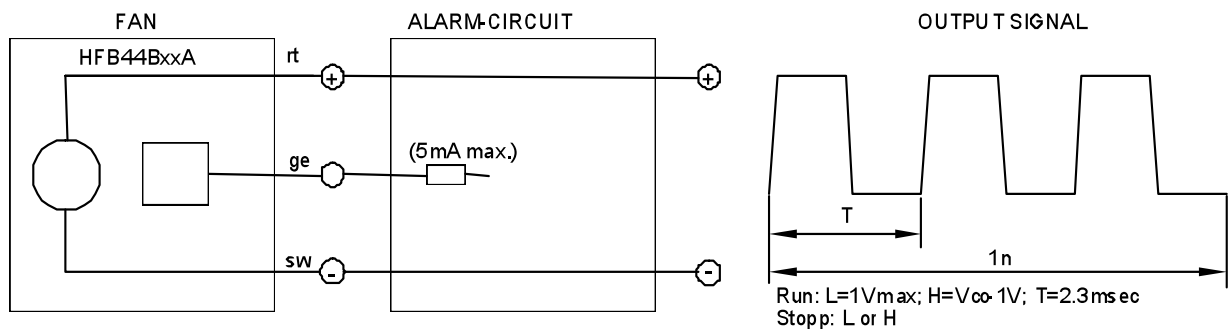 FAN
HFB44BxxA
rt
ge
sw
+
-
ALARM-CIRCUIT
(5mA max.)
+
-
OUTPUT SIGNAL
T
1n
Run: L=1Vmax; H=Vco-1V; T=2.3msec
Stopp: L or H